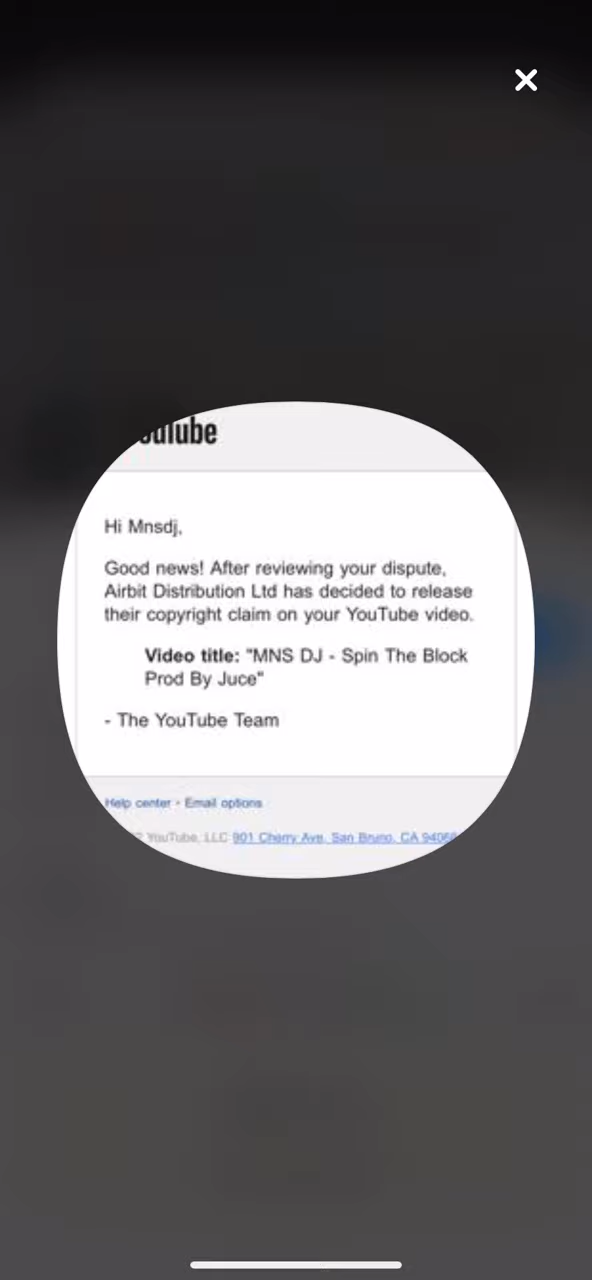 Hi Mnsdj,
Good news! After reviewing your dispute,
Airbit Distribution Ltd has decided to release
their copyright claim on your YouTube video.
Video title: "MNS DJ - Spin The Block
Prod By Juce"
- The YouTube Team
Help center • Email options
YouTube, LLC 901 Cherry Ave, San Bruno, CA